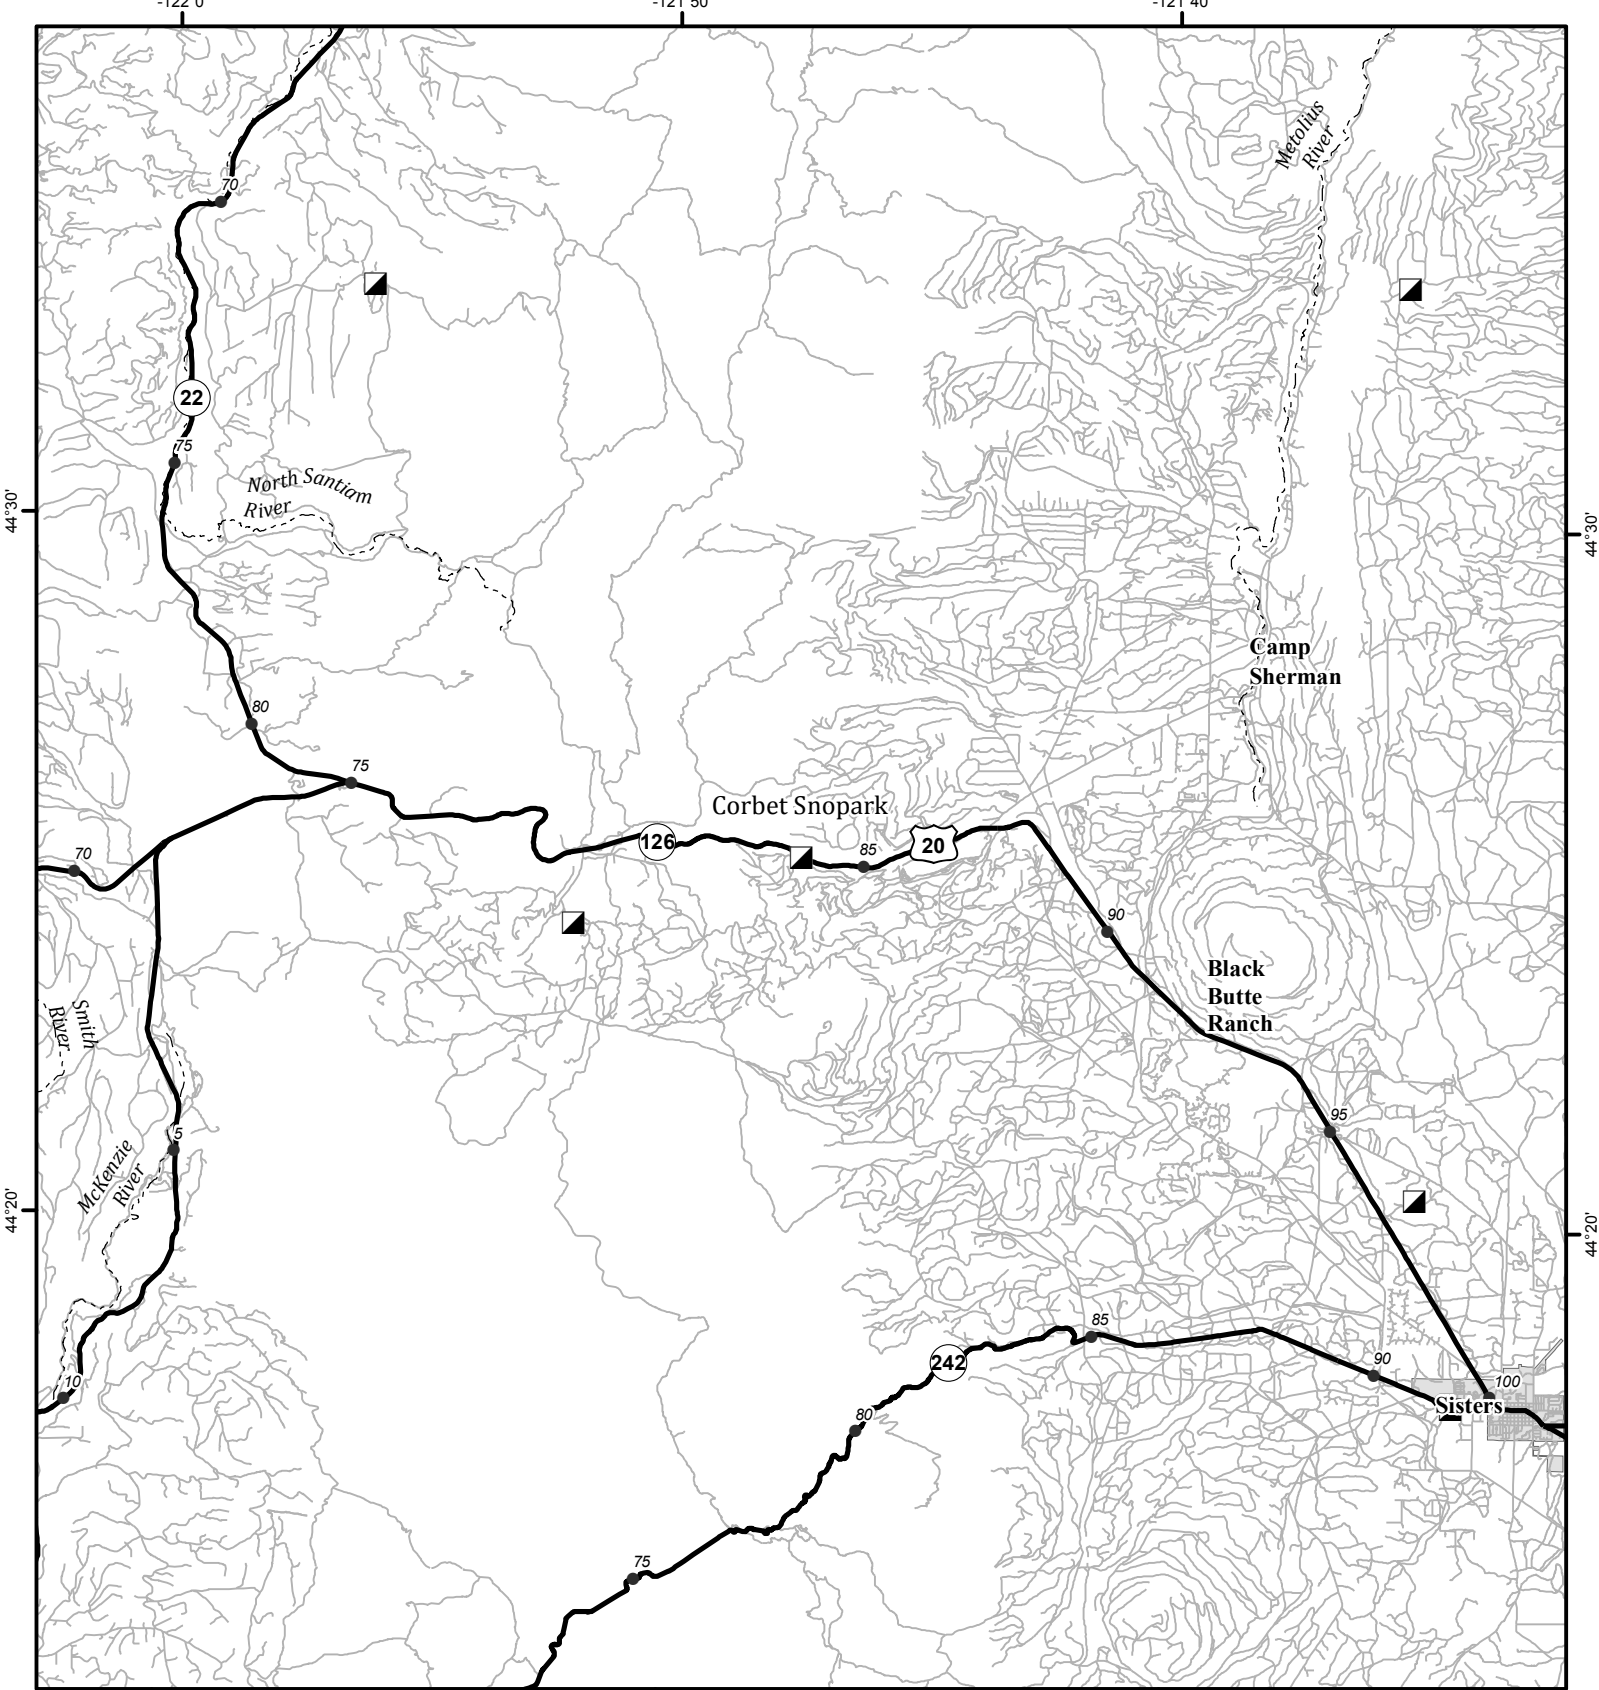 -122°0'
-121°50'
-121°40'
Metolius
River
70
22
75
North Santiam
River
44°30'
44°30'
Camp
Sherman
80
75
Corbet Snopark
126
85
20
70
90
Black
Butte
Ranch
Smith
River
95
5
McKenzie
River
44°20'
44°20'
85
242
90
10
100
Sisters
80
75